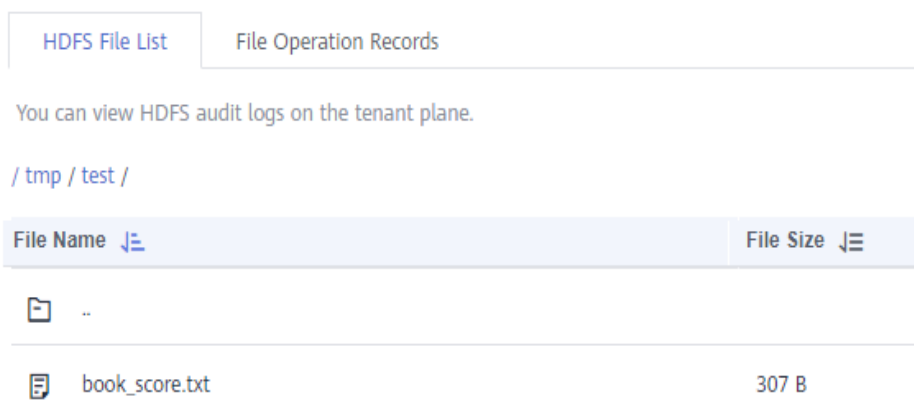 HDFS File List File Operation Records
You can view HDFS audit logs on the tenant plane.
/ tmp / test /
File Name File Size
..
book_score.txt 307 B